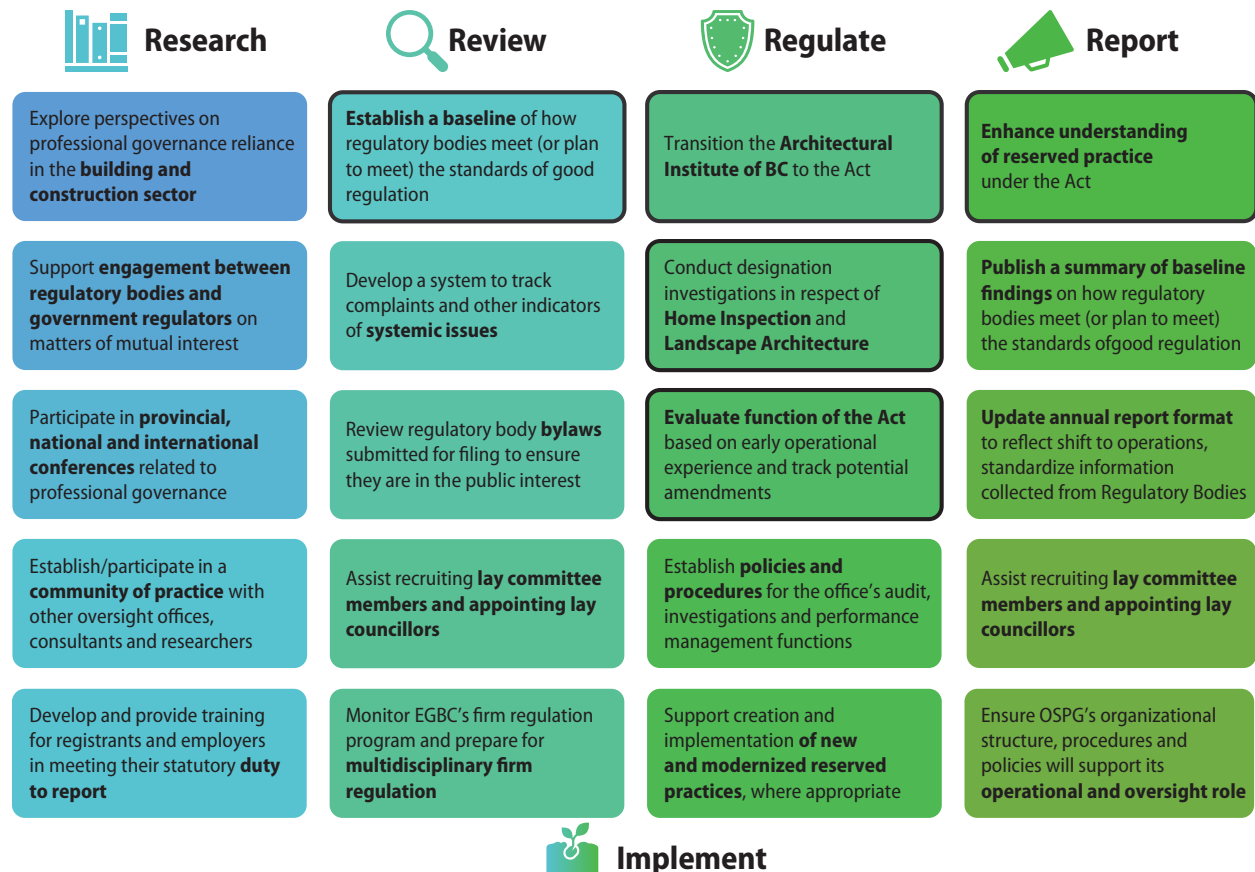 Research
Review
Regulate
Report
Explore perspectives on
professional governance reliance
in the building and
construction sector
Establish a baseline of how
regulatory bodies meet (or plan
to meet) the standards of good
regulation
Transition the Architectural
Institute of BC to the Act
Enhance understanding
of reserved practice
under the Act
Support engagement between
regulatory bodies and
government regulators on
matters of mutual interest
Develop a system to track
complaints and other indicators
of systemic issues
Conduct designation
investigations in respect of
Home Inspection and
Landscape Architecture
Publish a summary of baseline
findings on how regulatory
bodies meet (or plan to meet)
the standards ofgood regulation
Participate in provincial,
national and international
conferences related to
professional governance
Review regulatory body bylaws
submitted for filing to ensure
they are in the public interest
Evaluate function of the Act
based on early operational
experience and track potential
amendments
Update annual report format
to reflect shift to operations,
standardize information
collected from Regulatory Bodies
Establish/participate in a
community of practice with
other oversight offices,
consultants and researchers
Assist recruiting lay committee
members and appointing lay
councillors
Establish policies and
procedures for the office's audit,
investigations and performance
management functions
Assist recruiting lay committee
members and appointing lay
councillors
Develop and provide training
for registrants and employers
in meeting their statutory duty
to report
Monitor EGBC's firm regulation
program and prepare for
multidisciplinary firm
regulation
Support creation and
implementation of new
and modernized reserved
practices, where appropriate
Ensure OSPG's organizational
structure, procedures and
policies will support its
operational and oversight role
Implement